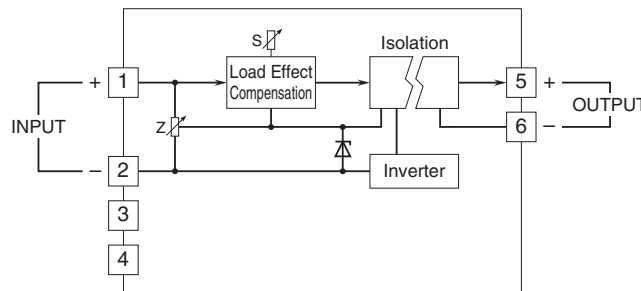 S
Isolation
Load Effect
Compensation
+
1
5
+
INPUT
Z
OUTPUT
6
−
−
2
Inverter
3
4